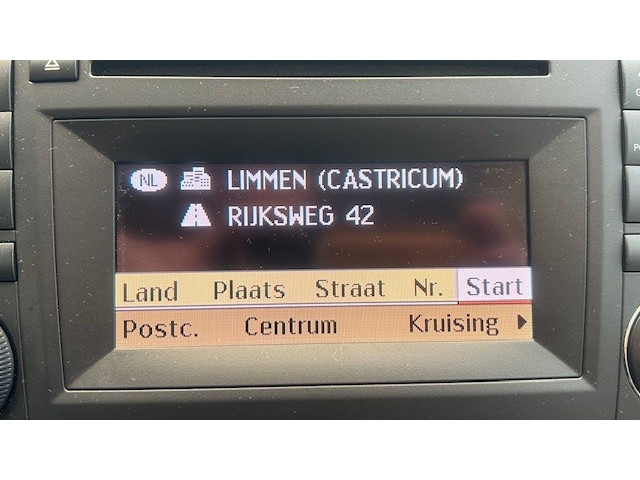 NL LIMMEN (CASTRICUM)
RIJKSWEG 42
Land Plaats Straat Nr. Start
Postc. Centrum Kruising